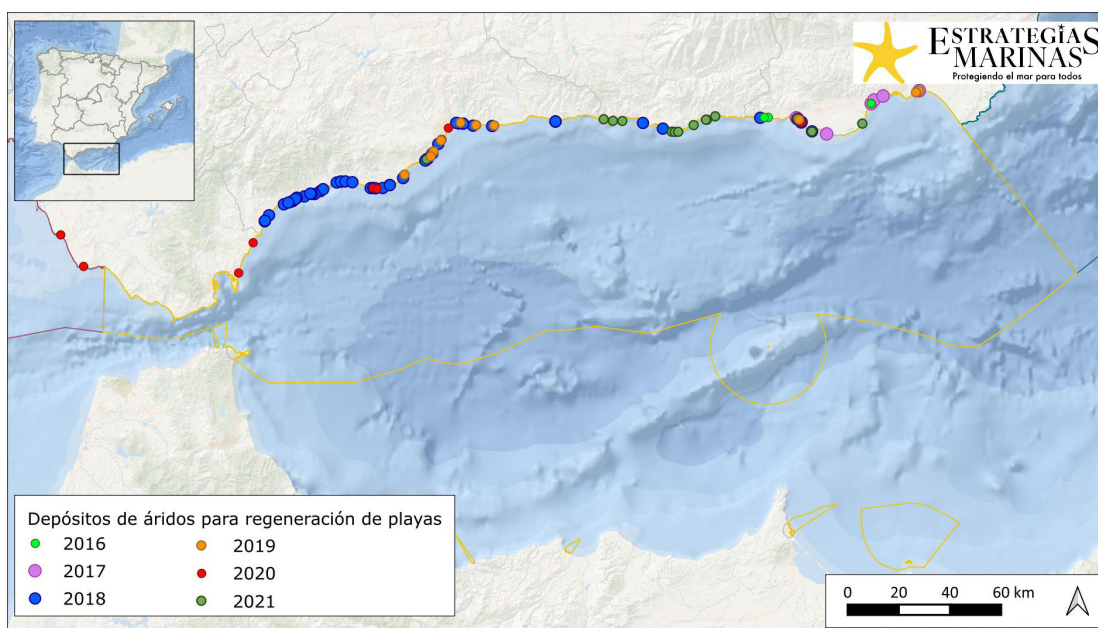 ESTRATEGIAS
MARINAS
Protegiendo el mar para todos
Depósitos de áridos para regeneración de playas
2016
2019
2017
2020
2018
2021
0 20 40 60 km